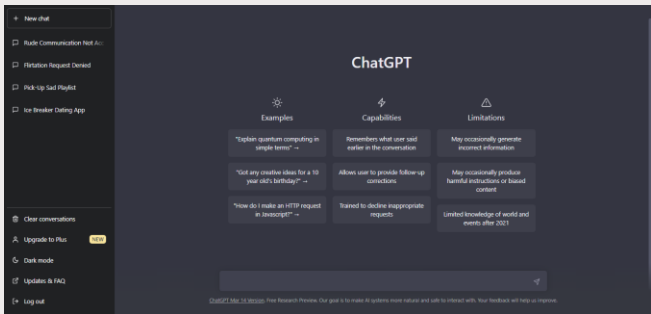 + New chat
Rude Communication Not Acc
Flirtation Request Denied
Pick-Up Sad Playlist
Ice Breaker Dating App
Clear conversations
Upgrade to Plus NEW
Dark mode
Updates & FAQ
Log out
ChatGPT
Examples
"Explain quantum computing in
simple terms" →
"Got any creative ideas for a 10
year old's birthday?" →
"How do I make an HTTP request
in Javascript?" →
Capabilities
Remembers what user said
earlier in the conversation
Allows user to provide follow-up
corrections
Trained to decline inappropriate
requests
Limitations
May occasionally generate
incorrect information
May occasionally produce
harmful instructions or biased
content
Limited knowledge of world and
events after 2021
ChatGPT Mar 14 Version. Free Research Preview. Our goal is to make AI systems more natural and safe to interact with. Your feedback will help us improve.